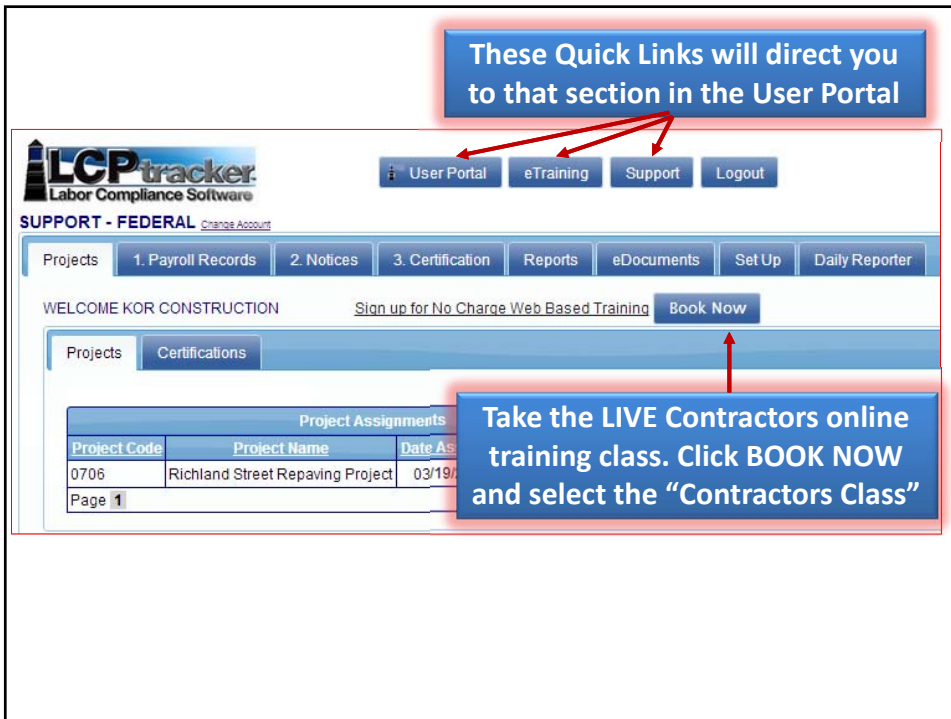 These Quick Links will direct you
to that section in the User Portal
LCPtracker
Labor Compliance Software
User Portal eTraining Support Logout
SUPPORT - FEDERAL Change Account
Projects 1. Payroll Records 2. Notices 3. Certification Reports eDocuments Set Up Daily Reporter
WELCOME KOR CONSTRUCTION Sign up for No Charge Web Based Training Book Now
Projects Certifications
Project Assignments
Project Code Project Name Date As
0706 Richland Street Repaving Project 03/19/
Page 1
Take the LIVE Contractors online
training class. Click BOOK NOW
and select the “Contractors Class”